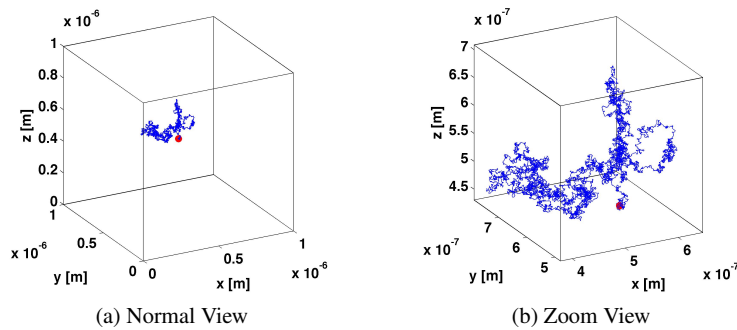 x 10^-6
1
0.8
0.6
0.4
0.2
0
z [m]
1
0.5
0
x 10^-6
y [m]
0
0.5
1
x [m]
x 10^-6
(a) Normal View
x 10^-7
7
6.5
6
5.5
5
4.5
z [m]
7
6
5
x 10^-7
y [m]
4
5
6
x [m]
x 10^-7
(b) Zoom View